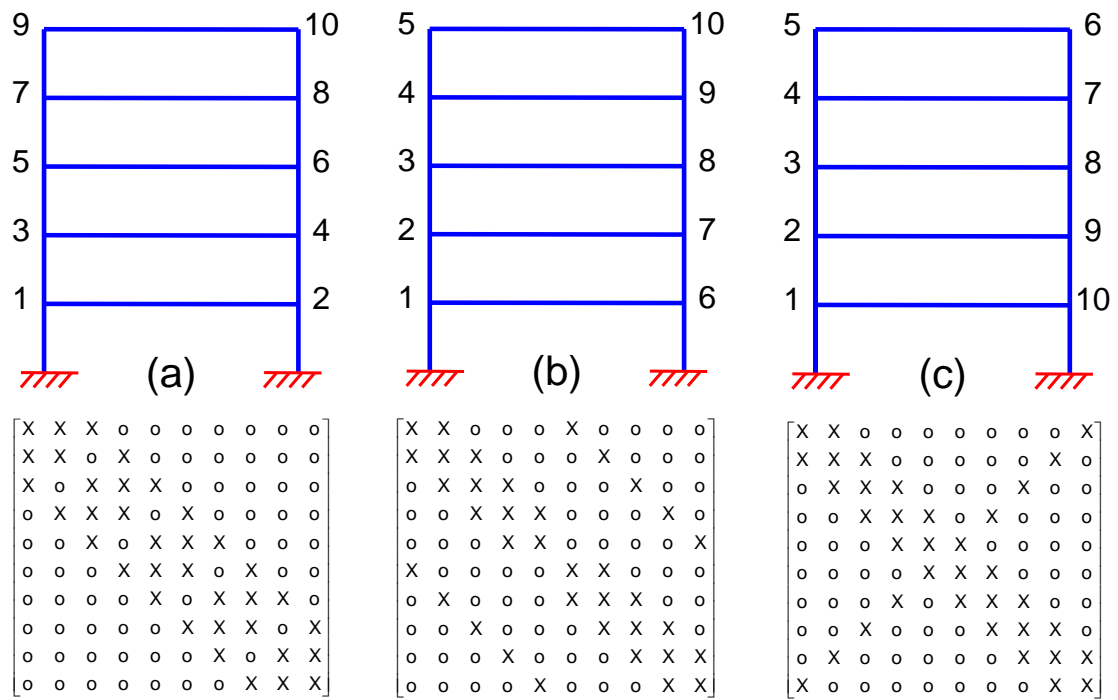 9 10 5 10 5 6
7 8 4 9 4 7
5 6 3 8 3 8
3 4 2 7 2 9
1 2 1 6 1 10
(a) (b) (c)
X X X o o o o o o o
X X o X o o o o o o
X o X X X o o o o o
o X X X o X o o o o
o o X o X X X o o o
o o o X X X o X o o
o o o o X o X X X o
o o o o o X X X o X
o o o o o o X o X X
o o o o o o o X X X
X X o o o X o o o o
X X X o o o X o o o
o X X X o o o X o o
o o X X X o o o X o
o o o X X o o o o X
X o o o o X X o o o
o X o o o X X X o o
o o X o o o X X X o
o o o X o o o X X X
o o o o X o o o X X
X X o o o o o o o X
X X X o o o o o X o
o X X X o o o X o o
o o X X X o X o o o
o o o X X X o o o o
o o o o X X X o o o
o o o X o X X X o o
o o X o o o X X X o
o X o o o o o X X X
X o o o o o o o X X